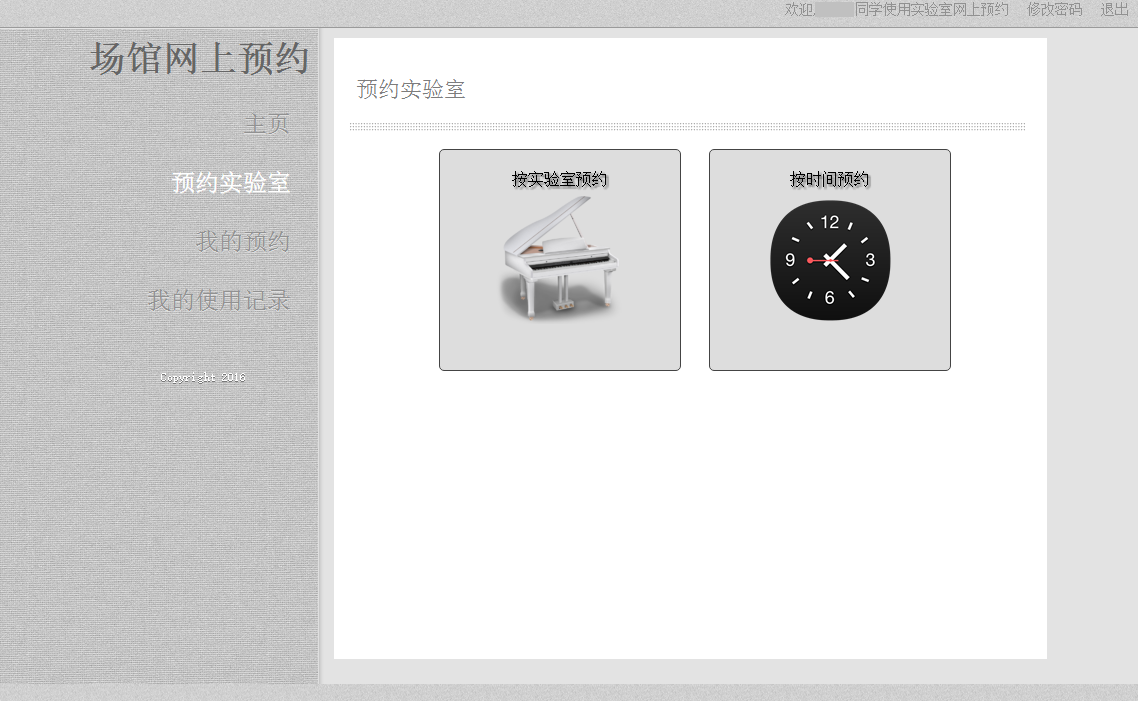 欢迎 同学使用实验室网上预约 修改密码 退出
场馆网上预约
主页
预约实验室
我的预约
我的使用记录
Copyright 2016
预约实验室
按实验室预约
按时间预约
12
9 3
6